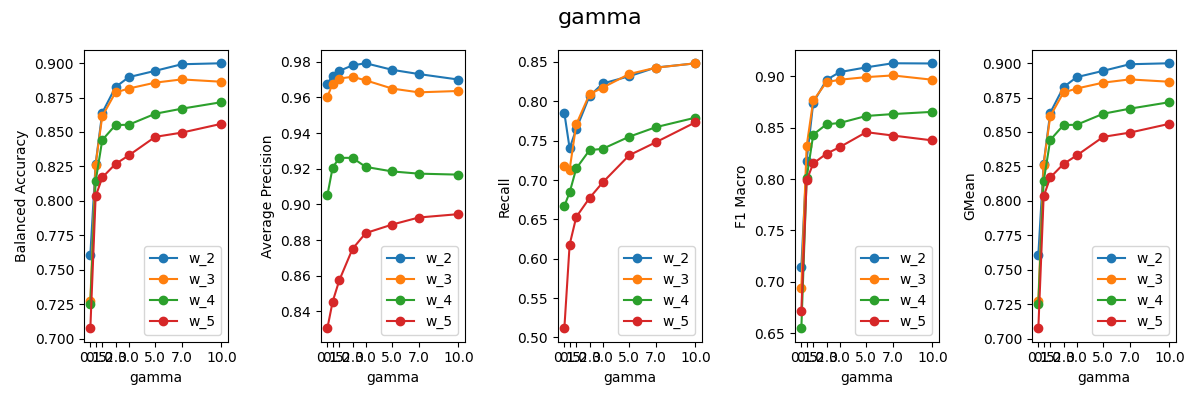 gamma
Balanced Accuracy
0.900
0.875
0.850
0.825
0.800
0.775
0.750
0.725
0.700
w_2
w_3
w_4
w_5
5.0 7.0 10.0
gamma
Average Precision
0.98
0.96
0.94
0.92
0.90
0.88
0.86
0.84
w_2
w_3
w_4
w_5
5.0 7.0 10.0
gamma
Recall
0.85
0.80
0.75
0.70
0.65
0.60
0.55
0.50
w_2
w_3
w_4
w_5
5.0 7.0 10.0
gamma
F1 Macro
0.90
0.85
0.80
0.75
0.70
0.65
w_2
w_3
w_4
w_5
5.0 7.0 10.0
gamma
GMean
0.900
0.875
0.850
0.825
0.800
0.775
0.750
0.725
0.700
w_2
w_3
w_4
w_5
5.0 7.0 10.0
gamma